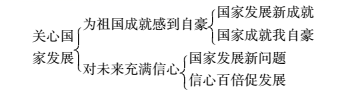 关心国
家发展
为祖国成就感到自豪
国家发展新成就
国家成就我自豪
对未来充满信心
国家发展新问题
信心百倍促发展